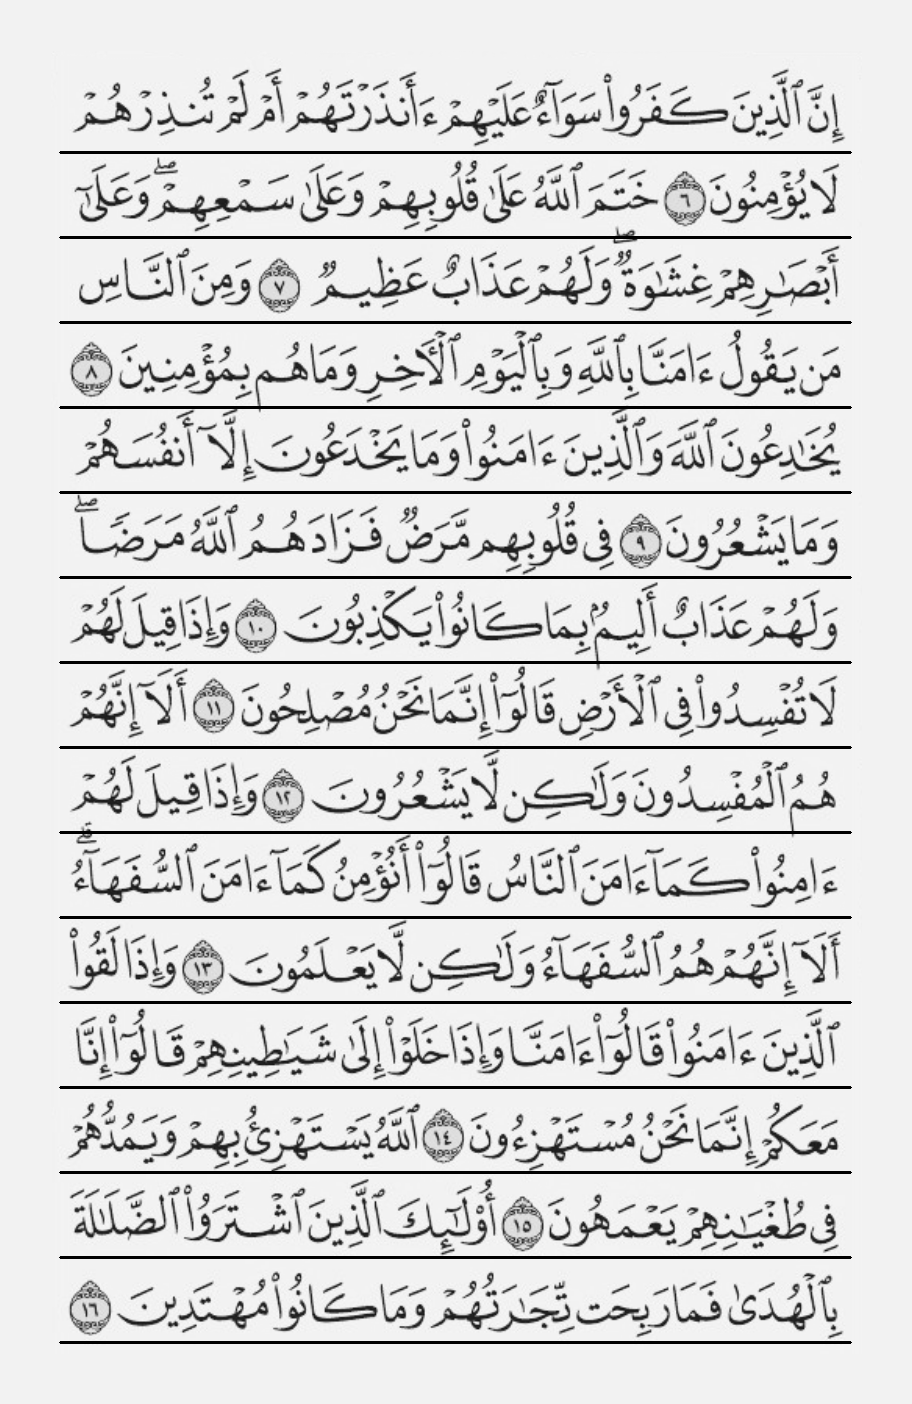 إِنَّ ٱلَّذِينَ كَفَرُوا۟ سَوَآءٌ عَلَيْهِمْ ءَأَنذَرْتَهُمْ أَمْ لَمْ تُنذِرْهُمْ
لَا يُؤْمِنُونَ ٦ خَتَمَ ٱللَّهُ عَلَىٰ قُلُوبِهِمْ وَعَلَىٰ سَمْعِهِمْ ۖ وَعَلَىٰٓ
أَبْصَٰرِهِمْ غِشَٰوَةٌ ۖ وَلَهُمْ عَذَابٌ عَظِيمٌ ٧ وَمِنَ ٱلنَّاسِ
مَن يَقُولُ ءَامَنَّا بِٱللَّهِ وَبِٱلْيَوْمِ ٱلْءَاخِرِ وَمَا هُم بِمُؤْمِنِينَ ٨
يُخَٰدِعُونَ ٱللَّهَ وَٱلَّذِينَ ءَامَنُوا۟ وَمَا يَخْدَعُونَ إِلَّآ أَنفُسَهُمْ
وَمَا يَشْعُرُونَ ٩ فِى قُلُوبِهِم مَّرَضٌ فَزَادَهُمُ ٱللَّهُ مَرَضًا ۖ
وَلَهُمْ عَذَابٌ أَلِيمٌۢ بِمَا كَانُوا۟ يَكْذِبُونَ ١٠ وَإِذَا قِيلَ لَهُمْ
لَا تُفْسِدُوا۟ فِى ٱلْأَرْضِ قَالُوٓا۟ إِنَّمَا نَحْنُ مُصْلِحُونَ ١١ أَلَآ إِنَّهُمْ
هُمُ ٱلْمُفْسِدُونَ وَلَٰكِن لَّا يَشْعُرُونَ ١٢ وَإِذَا قِيلَ لَهُمْ
ءَامِنُوا۟ كَمَآ ءَامَنَ ٱلنَّاسُ قَالُوٓا۟ أَنُؤْمِنُ كَمَآ ءَامَنَ ٱلسُّفَهَآءُ ۗ
أَلَآ إِنَّهُمْ هُمُ ٱلسُّفَهَآءُ وَلَٰكِن لَّا يَعْلَمُونَ ١٣ وَإِذَا لَقُوا۟
ٱلَّذِينَ ءَامَنُوا۟ قَالُوٓا۟ ءَامَنَّا وَإِذَا خَلَوْا۟ إِلَىٰ شَيَٰطِينِهِمْ قَالُوٓا۟ إِنَّا
مَعَكُمْ إِنَّمَا نَحْنُ مُسْتَهْزِءُونَ ١٤ ٱللَّهُ يَسْتَهْزِئُ بِهِمْ وَيَمُدُّهُمْ
فِى طُغْيَٰنِهِمْ يَعْمَهُونَ ١٥ أُو۟لَٰٓئِكَ ٱلَّذِينَ ٱشْتَرَوُا۟ ٱلضَّلَٰلَةَ
بِٱلْهُدَىٰ فَمَا رَبِحَت تِّجَٰرَتُهُمْ وَمَا كَانُوا۟ مُهْتَدِينَ ١٦